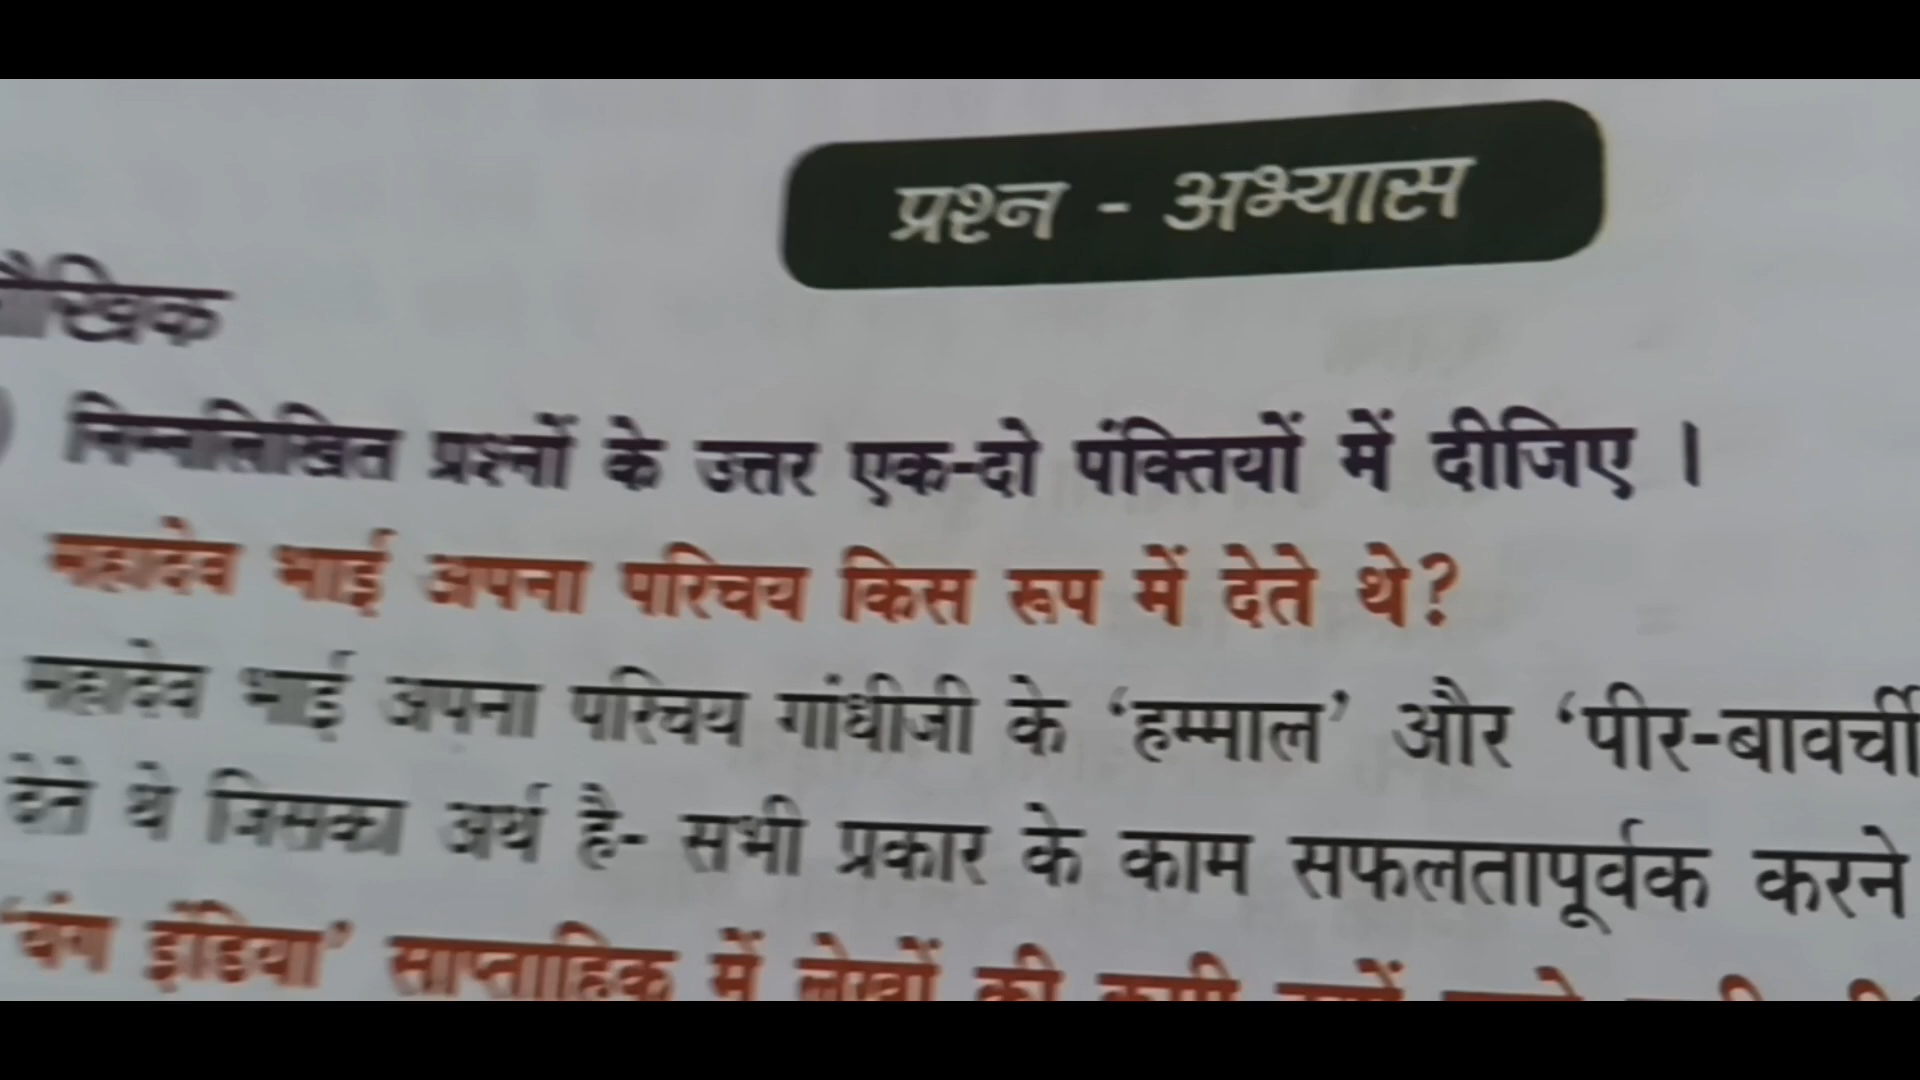 प्रश्न - अभ्यास
मौखिक
निम्नलिखित प्रश्नों के उत्तर एक-दो पंक्तियों में दीजिए ।
महादेव भाई अपना परिचय किस रूप में देते थे?
महादेव भाई अपना परिचय गांधीजी के ‘हम्माल’ और ‘पीर-बावर्ची
देते थे जिसका अर्थ है- सभी प्रकार के काम सफलतापूर्वक करने
‘यंग इंडिया’ साप्ताहिक में लेखों की कमी